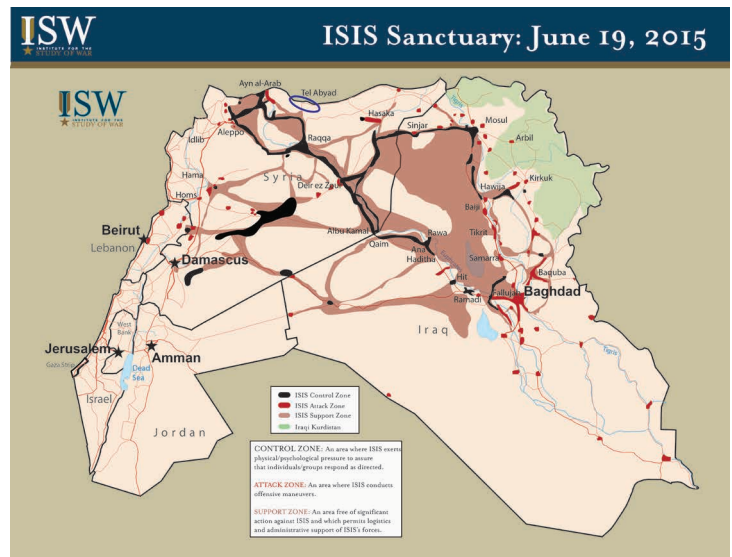 ISW
INSTITUTE FOR THE
STUDY OF WAR
ISIS Sanctuary: June 19, 2015
ISW
INSTITUTE FOR THE
STUDY OF WAR
Ayn al-Arab
Tel Abyad
Hasaka
Sinjar
Mosul
Arbil
Aleppo
Idlib
Raqqa
Kirkuk
Hawija
Hama
Syria
Deir ez Zour
Homs
Baiji
Beirut
Lebanon
Albu Kamal
Qaim
Rawa
Ana
Tikrit
Haditha
Samarra
Damascus
Hit
Baquba
Ramadi
Fallujah
Baghdad
West
Bank
Iraq
Jerusalem
Amman
Gaza Strip
Dead
Sea
Tigris
Israel
Jordan
ISIS Control Zone
ISIS Attack Zone
ISIS Support Zone
Iraqi Kurdistan
CONTROL ZONE: An area where ISIS exerts
physical/psychological pressure to assure
that individuals/groups respond as directed.
ATTACK ZONE: An area where ISIS conducts
offensive maneuvers.
SUPPORT ZONE: An area free of significant
action against ISIS and which permits logistics
and administrative support of ISIS's forces.